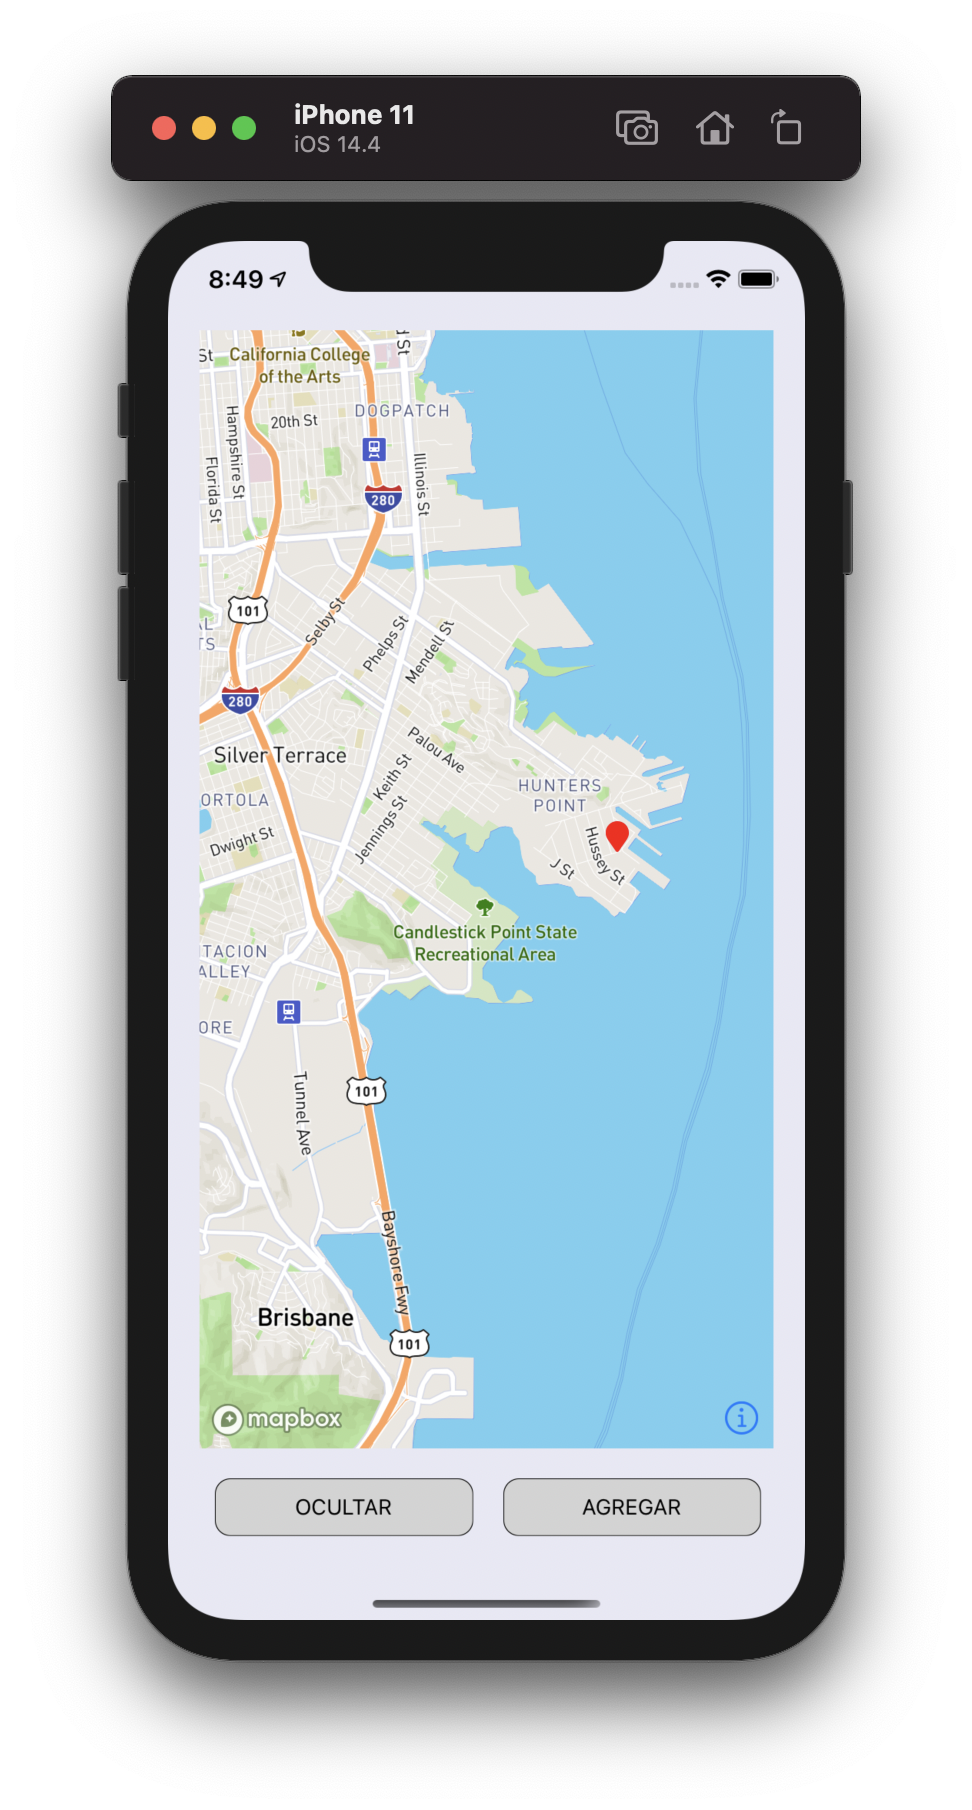 iPhone 11
iOS 14.4
8:49
St
California College
of the Arts
d St
20th St
DOGPATCH
Hampshire St
Florida St
Illinois St
280
101
AL
TS
Selby St
Phelps St
Mendell St
280
Silver Terrace
Palou Ave
Keith St
HUNTERS
POINT
ORTOLA
Dwight St
Jennings St
Hussey St
J St
Candlestick Point State
Recreational Area
ITACION
ALLEY
ORE
Tunnel Ave
101
Bayshore Fwy
Brisbane
101
mapbox
OCULTAR
AGREGAR